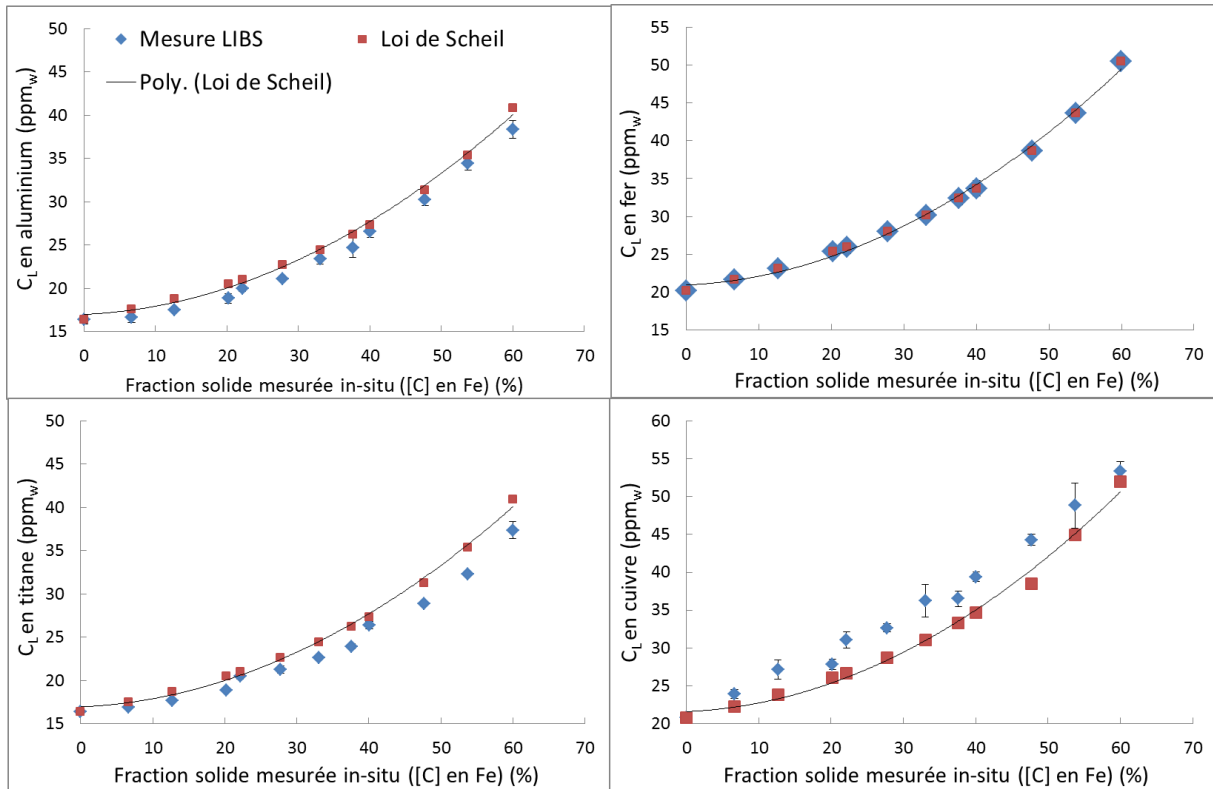 50
45
40
35
30
25
20
15
C_L en aluminium (ppm_w)
Mesure LIBS
Loi de Scheil
Poly. (Loi de Scheil)
0 10 20 30 40 50 60 70
Fraction solide mesurée in-situ ([C] en Fe) (%)
55
50
45
40
35
30
25
20
15
C_L en fer (ppm_w)
0 10 20 30 40 50 60 70
Fraction solide mesurée in-situ ([C] en Fe) (%)
50
45
40
35
30
25
20
15
C_L en titane (ppm_w)
0 10 20 30 40 50 60 70
Fraction solide mesurée in-situ ([C] en Fe) (%)
60
55
50
45
40
35
30
25
20
C_L en cuivre (ppm_w)
0 10 20 30 40 50 60 70
Fraction solide mesurée in-situ ([C] en Fe) (%)